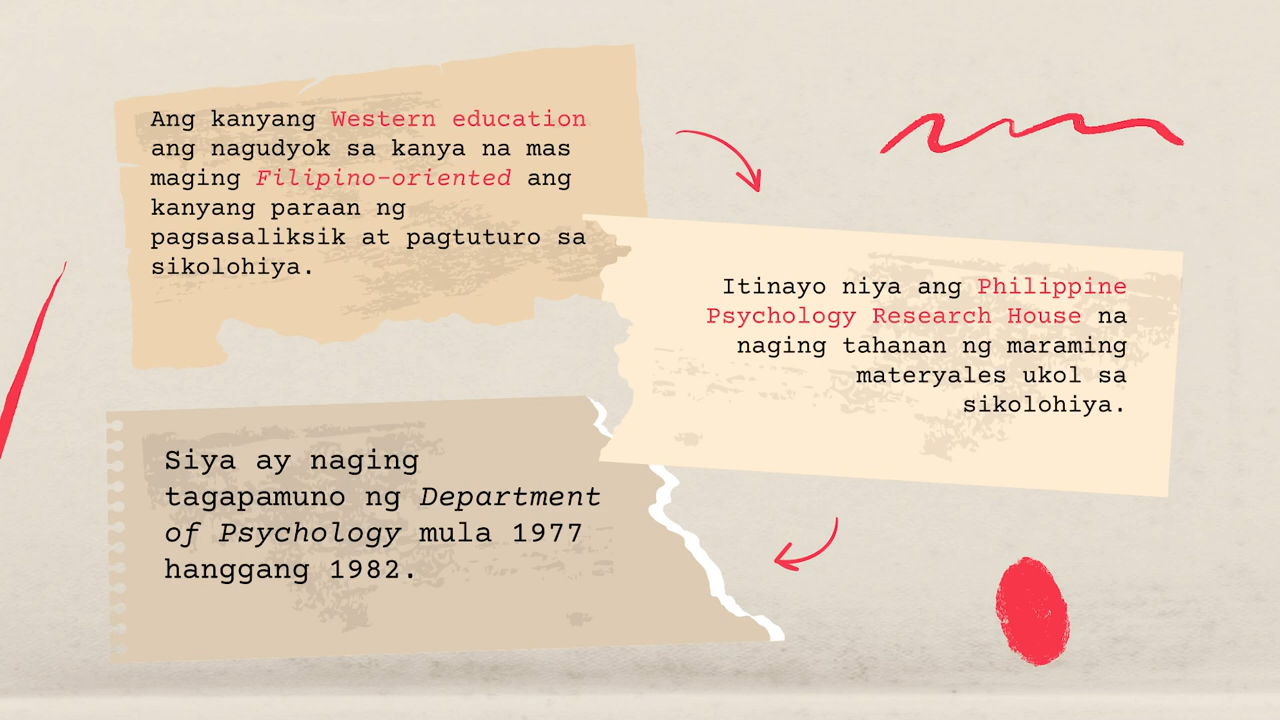 Ang kanyang Western education
ang nagudyok sa kanya na mas
maging Filipino-oriented ang
kanyang paraan ng
pagsasaliksik at pagtuturo sa
sikolohiya.
Itinayo niya ang Philippine
Psychology Research House na
naging tahanan ng maraming
materyales ukol sa
sikolohiya.
Siya ay naging
tagapamuno ng Department
of Psychology mula 1977
hanggang 1982.